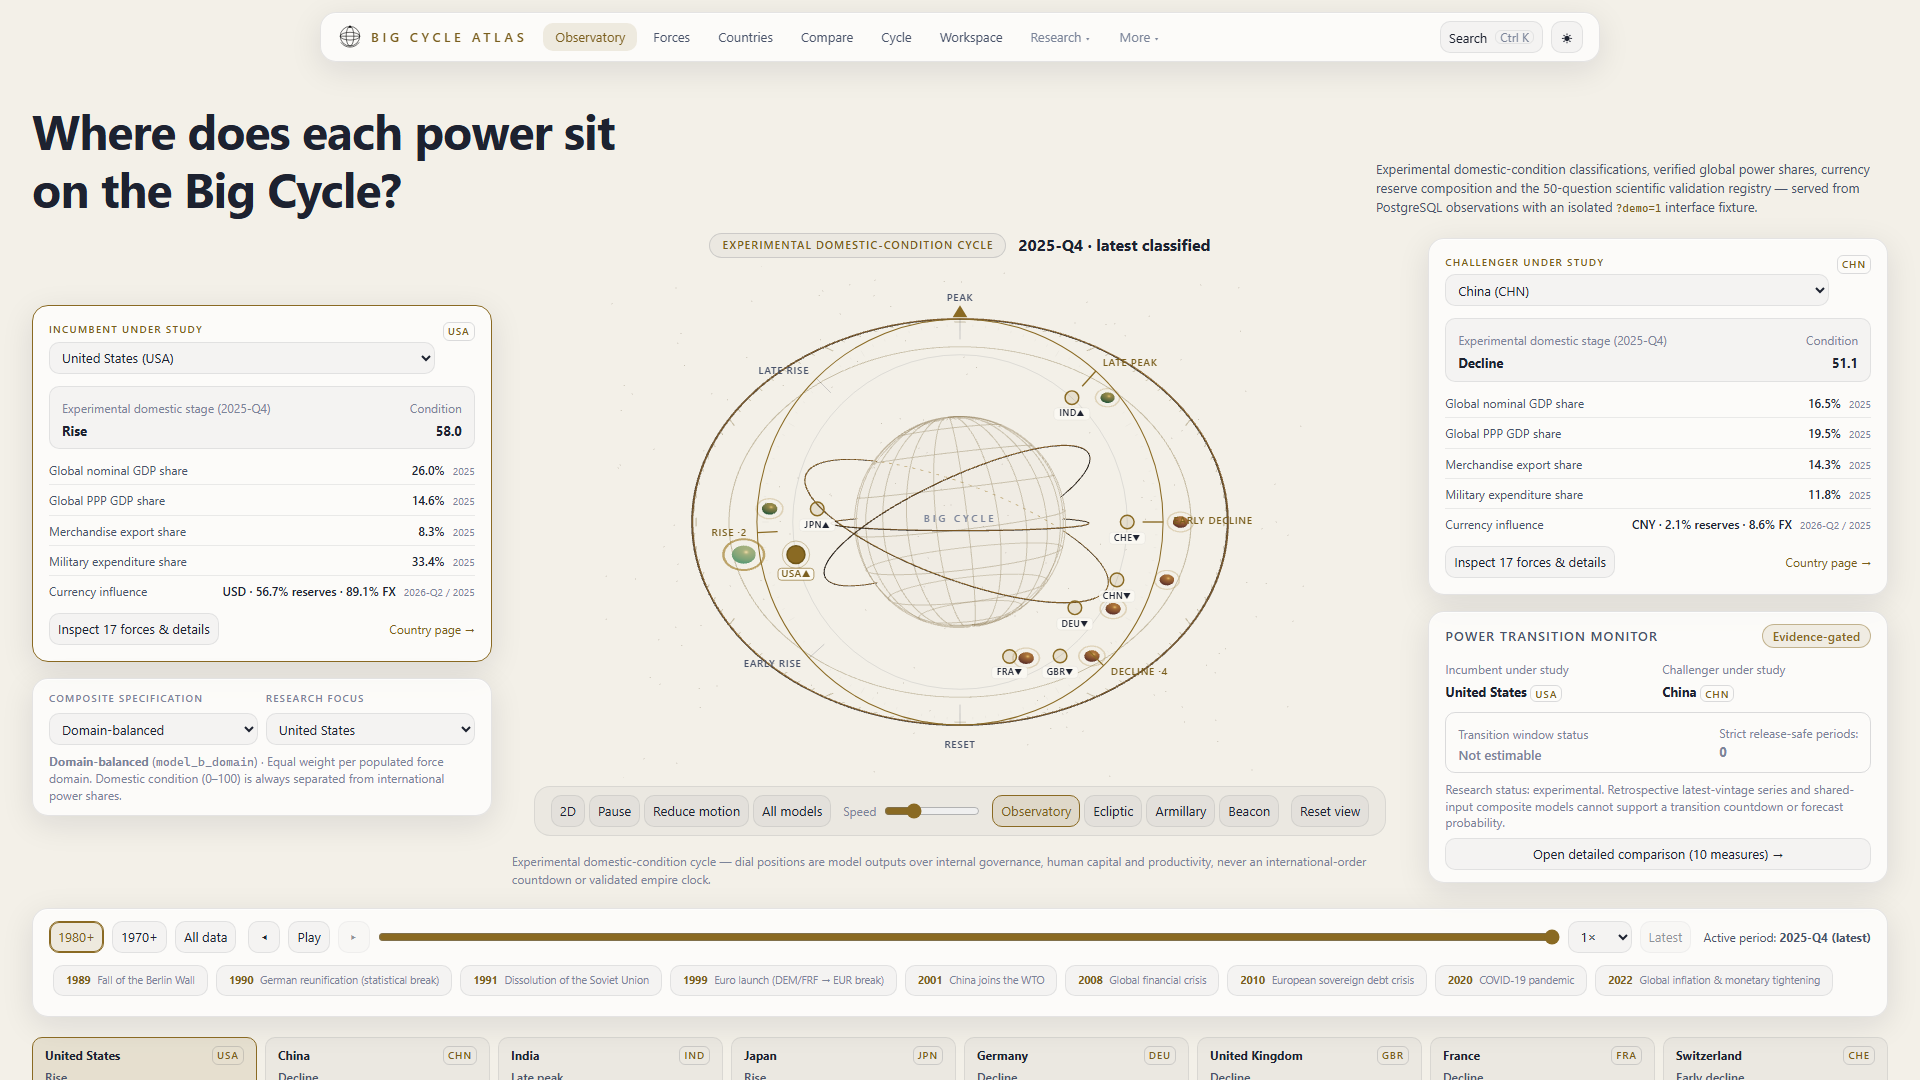 BIG CYCLE ATLAS
Observatory
Forces
Countries
Compare
Cycle
Workspace
Research
More
Search Ctrl K
Where does each power sit
on the Big Cycle?
Experimental domestic-condition classifications, verified global power shares, currency
reserve composition and the 50-question scientific validation registry — served from
PostgreSQL observations with an isolated ?demo=1 interface fixture.
EXPERIMENTAL DOMESTIC-CONDITION CYCLE
2025-Q4 · latest classified
INCUMBENT UNDER STUDY
USA
United States (USA)
Experimental domestic stage (2025-Q4) Condition
Rise 58.0
Global nominal GDP share 26.0% 2025
Global PPP GDP share 14.6% 2025
Merchandise export share 8.3% 2025
Military expenditure share 33.4% 2025
Currency influence USD · 56.7% reserves · 89.1% FX 2026-Q2 / 2025
Inspect 17 forces & details
Country page →
COMPOSITE SPECIFICATION
RESEARCH FOCUS
Domain-balanced
United States
Domain-balanced (model_b_domain) · Equal weight per populated force
domain. Domestic condition (0–100) is always separated from international
power shares.
PEAK
LATE PEAK
LATE RISE
IND▲
BIG CYCLE
JPN▲
RISE ·2
USA▲
EARLY DECLINE
CHE▼
CHN▼
DEU▼
FRA▼
GBR▼
DECLINE ·4
EARLY RISE
RESET
2D
Pause
Reduce motion
All models
Speed
Observatory
Ecliptic
Armillary
Beacon
Reset view
Experimental domestic-condition cycle — dial positions are model outputs over internal governance, human capital and productivity, never an international-order
countdown or validated empire clock.
CHALLENGER UNDER STUDY
CHN
China (CHN)
Experimental domestic stage (2025-Q4) Condition
Decline 51.1
Global nominal GDP share 16.5% 2025
Global PPP GDP share 19.5% 2025
Merchandise export share 14.3% 2025
Military expenditure share 11.8% 2025
Currency influence CNY · 2.1% reserves · 8.6% FX 2026-Q2 / 2025
Inspect 17 forces & details
Country page →
POWER TRANSITION MONITOR
Evidence-gated
Incumbent under study Challenger under study
United States USA China CHN
Transition window status Strict release-safe periods:
Not estimable 0
Research status: experimental. Retrospective latest-vintage series and shared-
input composite models cannot support a transition countdown or forecast
probability.
Open detailed comparison (10 measures) →
1980+
1970+
All data
Play
1×
Latest
Active period: 2025-Q4 (latest)
1989 Fall of the Berlin Wall
1990 German reunification (statistical break)
1991 Dissolution of the Soviet Union
1999 Euro launch (DEM/FRF → EUR break)
2001 China joins the WTO
2008 Global financial crisis
2010 European sovereign debt crisis
2020 COVID-19 pandemic
2022 Global inflation & monetary tightening
United States USA
Rise
China CHN
Decline
India IND
Late peak
Japan JPN
Rise
Germany DEU
Decline
United Kingdom GBR
Decline
France FRA
Decline
Switzerland CHE
Early decline